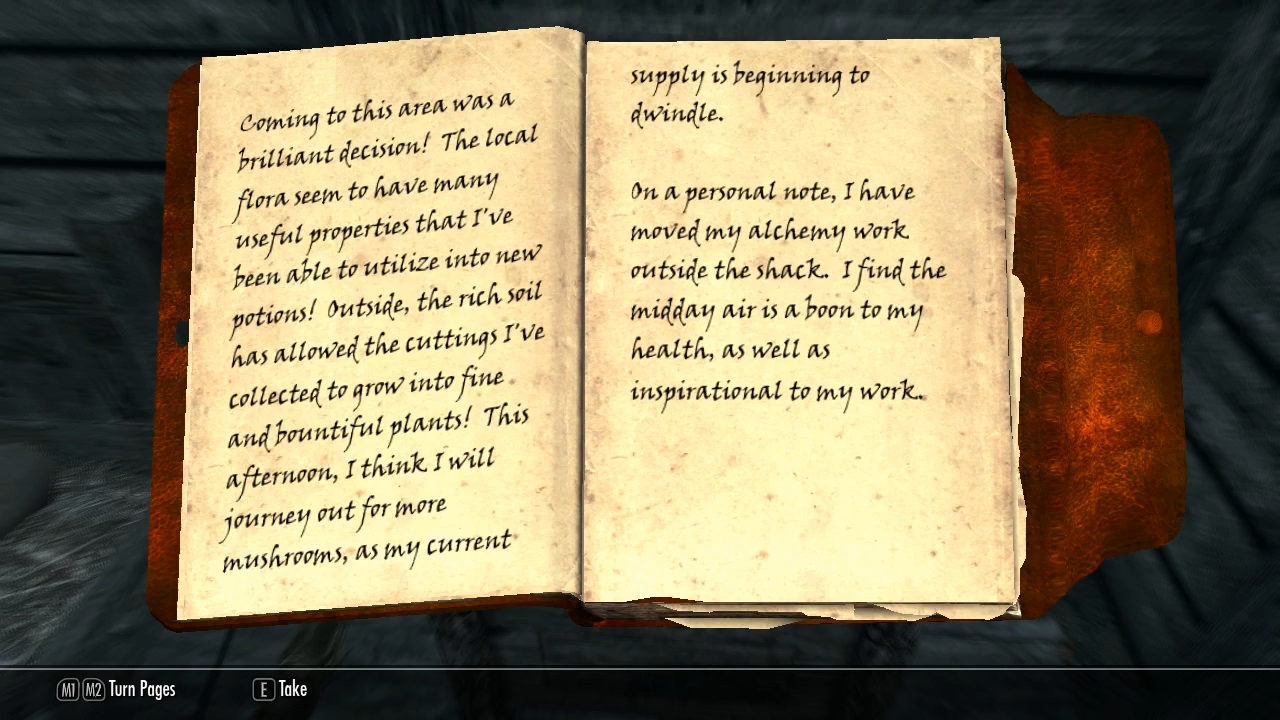 Coming to this area was a
brilliant decision! The local
flora seem to have many
useful properties that I've
been able to utilize into new
potions! Outside, the rich soil
has allowed the cuttings I've
collected to grow into fine
and bountiful plants! This
afternoon, I think I will
journey out for more
mushrooms, as my current
supply is beginning to
dwindle.
On a personal note, I have
moved my alchemy work
outside the shack. I find the
midday air is a boon to my
health, as well as
inspirational to my work.
M1 M2 Turn Pages
E Take